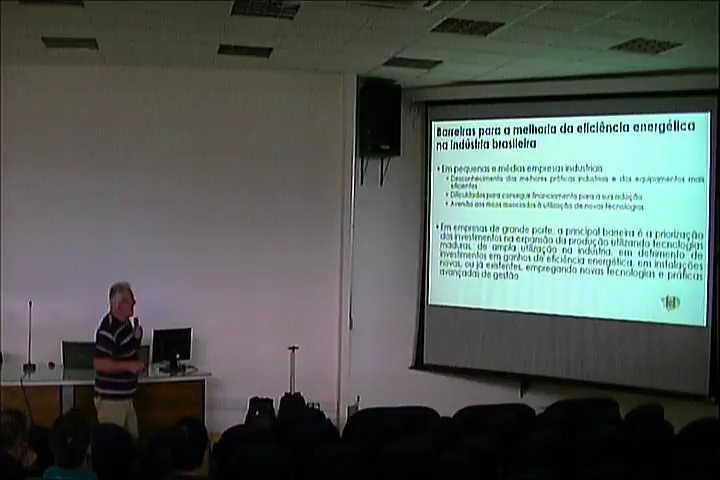 Barreiras para a melhoria da eficiência energética
na indústria brasileira
• Em pequenas e médias empresas industriais
• Desconhecimento das melhores práticas industriais e dos equipamentos mais
eficientes
• Dificuldades para conseguir financiamento para a sua adoção
• Aversão aos riscos associados à utilização de novas tecnologias
• Em empresas de grande porte, a principal barreira é a priorização
dos investimentos na expansão da produção utilizando tecnologias
maduras, de ampla utilização na indústria, em detrimento de
investimentos em ganhos de eficiência energética, em instalações
novas, ou já existentes, empregando novas tecnologias e práticas
avançadas de gestão